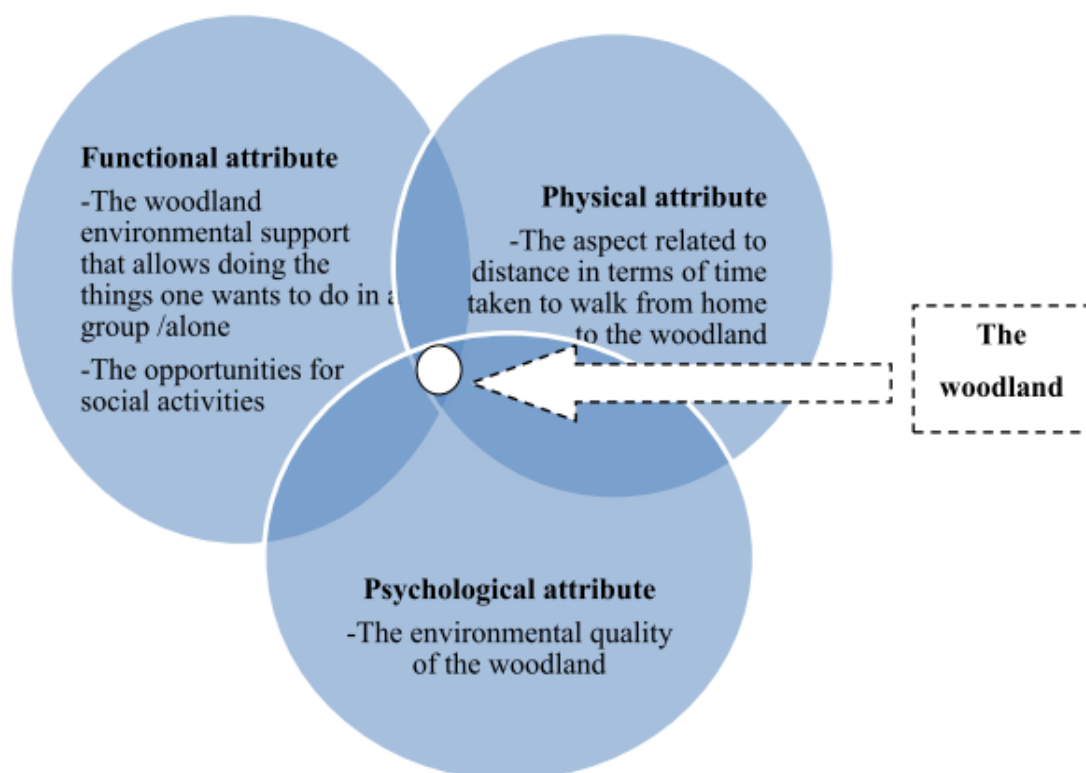 Functional attribute
-The woodland
environmental support
that allows doing the
things one wants to do in a
group /alone
-The opportunities for
social activities
Physical attribute
-The aspect related to
distance in terms of time
taken to walk from home
to the woodland
The
woodland
Psychological attribute
-The environmental quality
of the woodland